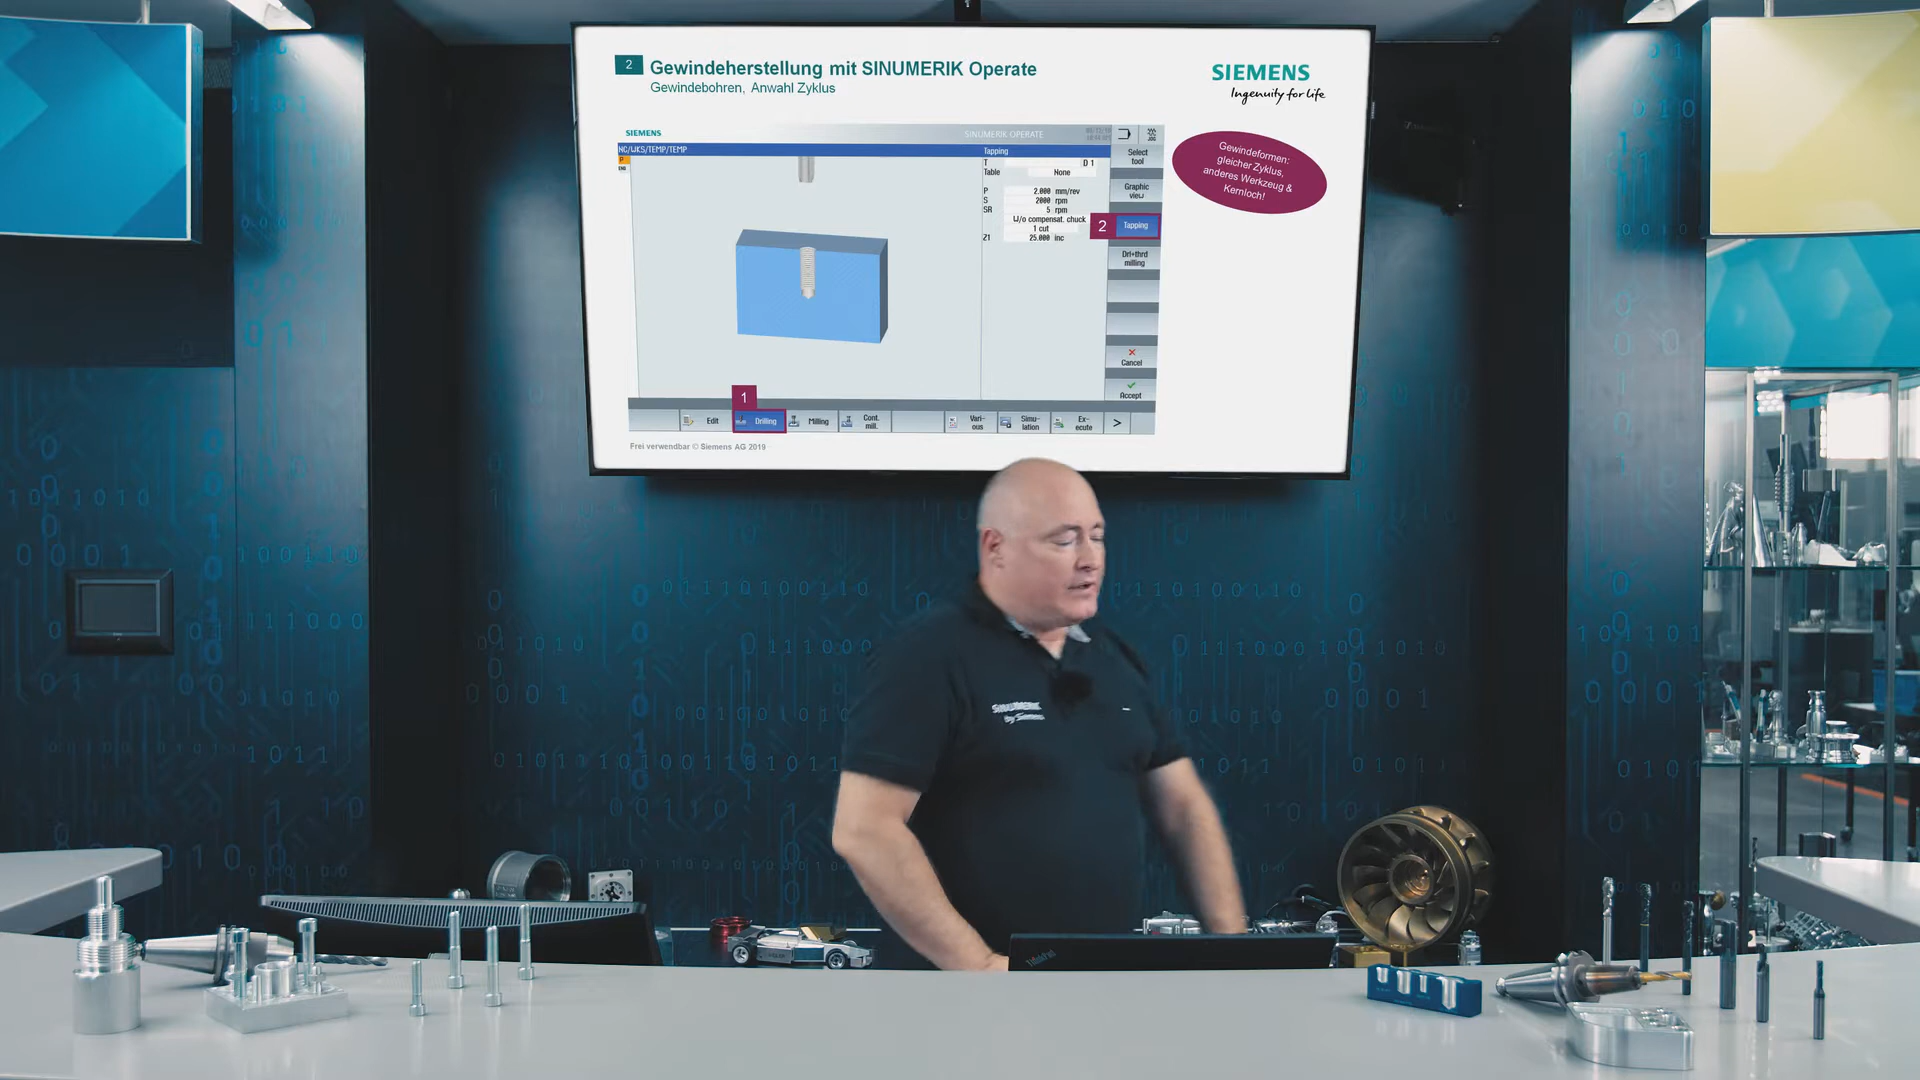 2
Gewindeherstellung mit SINUMERIK Operate
Gewindebohren, Anwahl Zyklus
SIEMENS
Ingenuity for life
SIEMENS
SINUMERIK OPERATE
NC/WKS/TEMP/TEMP
Tapping
T D 1
Table None
P 2.000 mm/rev
S 2000 rpm
SR 5 rpm
W/o compensat. chuck
1 cut
Z1 25.000 inc
Select
tool
Graphic
view
2
Tapping
Drl+thrd
milling
Cancel
Accept
Gewindeformen:
gleicher Zyklus,
anderes Werkzeug &
Kernloch!
1
Edit
Drilling
Milling
Cont.
mill.
Vari-
ous
Simu-
lation
Ex-
ecute
>
Frei verwendbar © Siemens AG 2019
SINUMERIK
by Siemens
ThinkPad